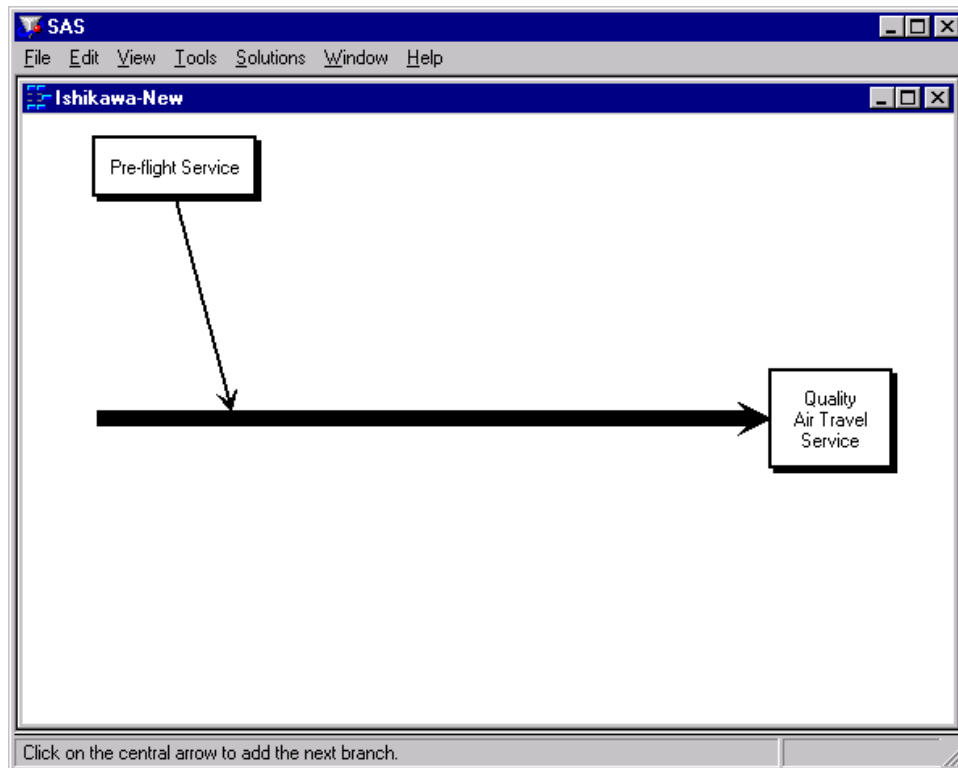 SAS
File Edit View Tools Solutions Window Help
Ishikawa-New
Pre-flight Service
Quality
Air Travel
Service
Click on the central arrow to add the next branch.